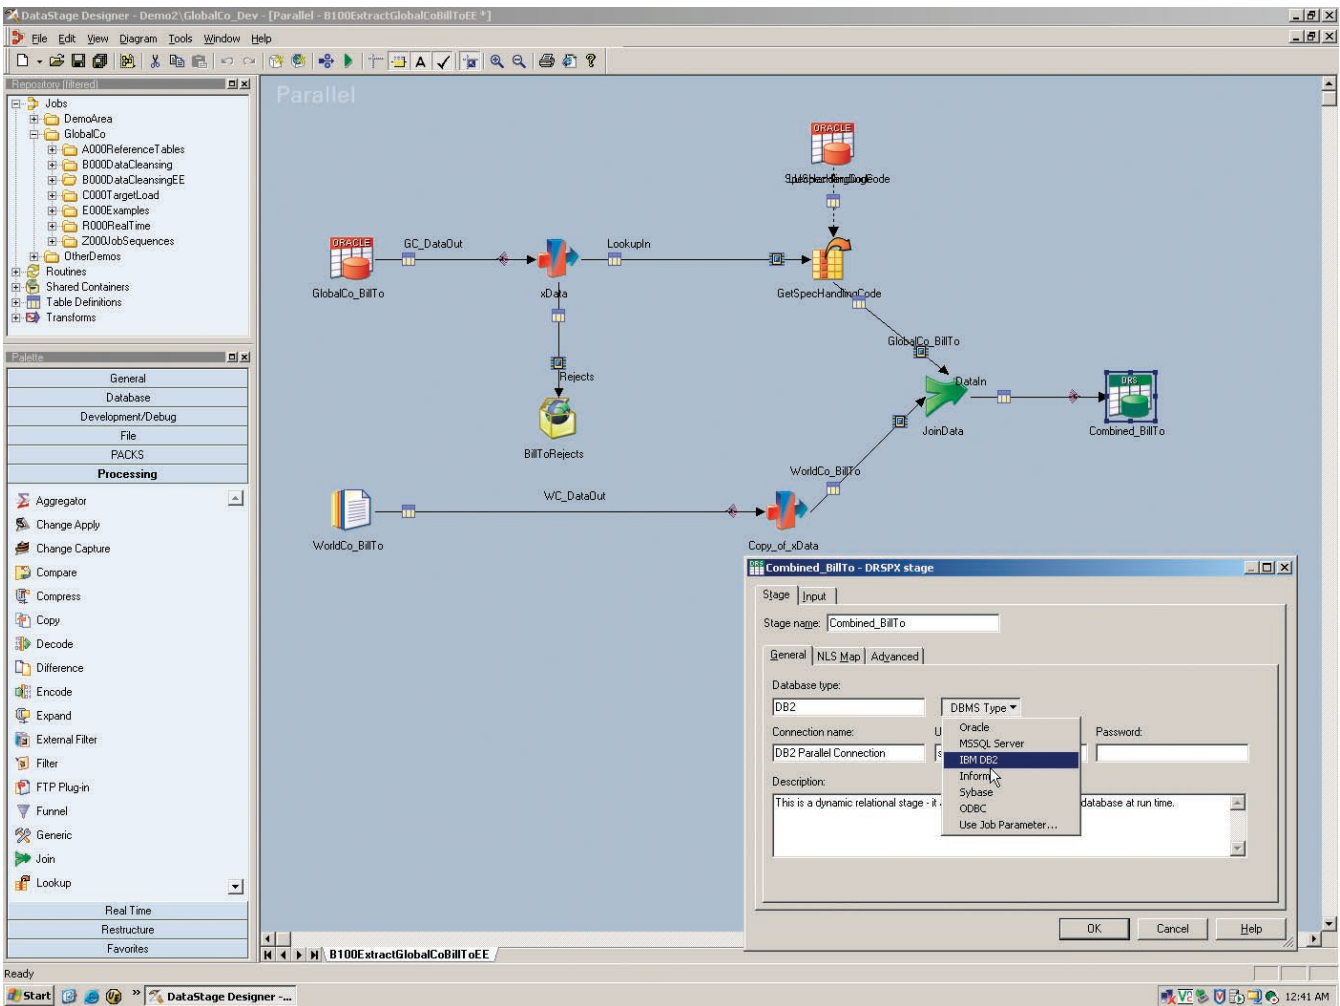 DataStage Designer - Demo2\GlobalCo_Dev - [Parallel - B100ExtractGlobalCoBillToEE *]
File Edit View Diagram Tools Window Help
Repository [filtered]
Jobs
DemoArea
GlobalCo
A000ReferenceTables
B000DataCleansing
B000DataCleansingEE
C000TargetLoad
E000Examples
R000RealTime
Z000JobSequences
OtherDemos
Routines
Shared Containers
Table Definitions
Transforms
Palette
General
Database
Development/Debug
File
PACKS
Processing
Aggregator
Change Apply
Change Capture
Compare
Compress
Copy
Decode
Difference
Encode
Expand
External Filter
Filter
FTP Plug-in
Funnel
Generic
Join
Lookup
Real Time
Restructure
Favorites
Parallel
ORACLE
ORACLE
GC_DataOut
LookupIn
GlobalCo_BillTo
xData
GetSpecHandlingCode
GlobalCo_BillTo
Rejects
DataIn
DRS
BillToRejects
JoinData
Combined_BillTo
WorldCo_BillTo
WC_DataOut
WorldCo_BillTo
Copy_of_xData
Combined_BillTo - DRSPX stage
Stage Input
Stage name: Combined_BillTo
General NLS Map Advanced
Database type:
DB2 DBMS Type
Oracle
MSSQL Server
IBM DB2
Inform
Sybase
ODBC
Use Job Parameter...
Connection name: U Password:
DB2 Parallel Connection s
Description:
This is a dynamic relational stage - it database at run time.
OK Cancel Help
B100ExtractGlobalCoBillToEE
Ready
Start DataStage Designer -... 12:41 AM